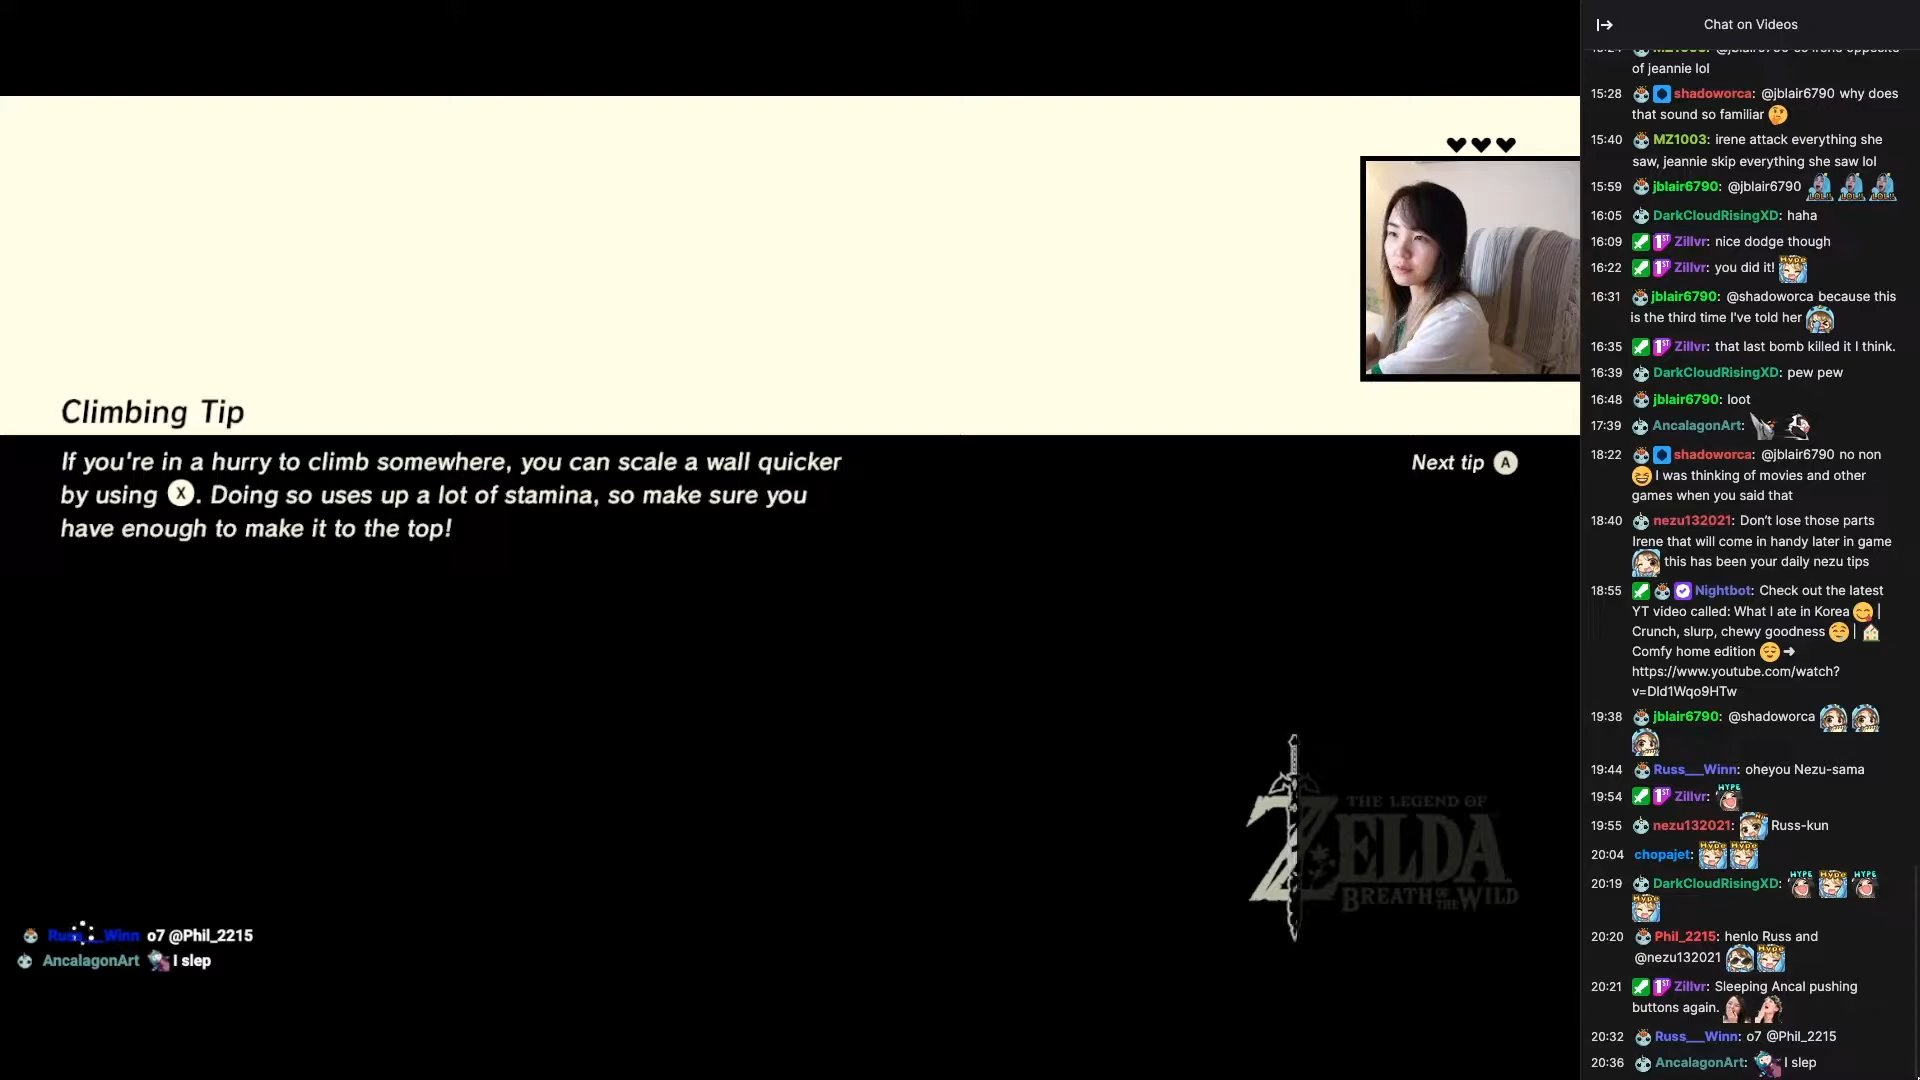 Climbing Tip
If you're in a hurry to climb somewhere, you can scale a wall quicker
by using X. Doing so uses up a lot of stamina, so make sure you
have enough to make it to the top!
Next tip A
THE LEGEND OF
ZELDA
BREATH OF THE WILD
Russ__Winn o7 @Phil_2215
AncalagonArt I slep
Chat on Videos
of jeannie lol
15:28 shadoworca: @jblair6790 why does
that sound so familiar
15:40 MZ1003: irene attack everything she
saw, jeannie skip everything she saw lol
15:59 jblair6790: @jblair6790
16:05 DarkCloudRisingXD: haha
16:09 Zillvr: nice dodge though
16:22 Zillvr: you did it!
16:31 jblair6790: @shadoworca because this
is the third time I've told her
16:35 Zillvr: that last bomb killed it I think.
16:39 DarkCloudRisingXD: pew pew
16:48 jblair6790: loot
17:39 AncalagonArt:
18:22 shadoworca: @jblair6790 no non
I was thinking of movies and other
games when you said that
18:40 nezu132021: Don't lose those parts
Irene that will come in handy later in game
this has been your daily nezu tips
18:55 Nightbot: Check out the latest
YT video called: What I ate in Korea |
Crunch, slurp, chewy goodness |
Comfy home edition ➜
https://www.youtube.com/watch?
v=Dld1Wqo9HTw
19:38 jblair6790: @shadoworca
19:44 Russ__Winn: oheyou Nezu-sama
19:54 Zillvr: HYPE
19:55 nezu132021: Russ-kun
20:04 chopajet: Hype Hype
20:19 DarkCloudRisingXD: HYPE Hype HYPE
Hype
20:20 Phil_2215: henlo Russ and
@nezu132021 Hype
20:21 Zillvr: Sleeping Ancal pushing
buttons again.
20:32 Russ__Winn: o7 @Phil_2215
20:36 AncalagonArt: I slep